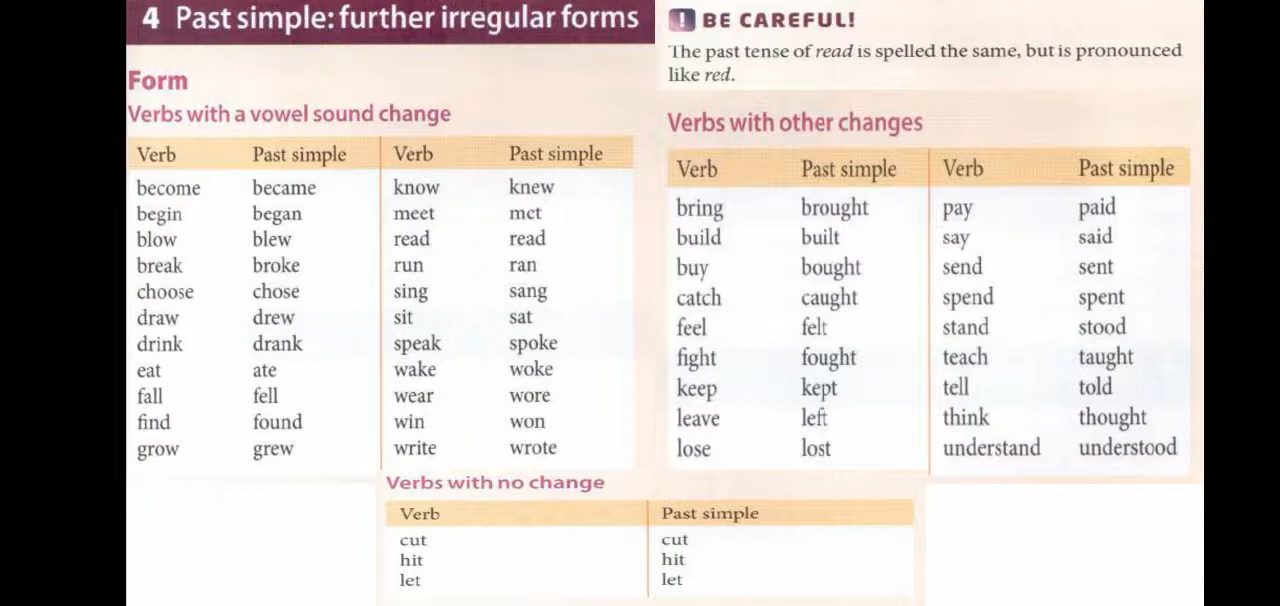 4 Past simple: further irregular forms
Form
Verbs with a vowel sound change
Verb Past simple Verb Past simple
become became know knew
begin began meet met
blow blew read read
break broke run ran
choose chose sing sang
draw drew sit sat
drink drank speak spoke
eat ate wake woke
fall fell wear wore
find found win won
grow grew write wrote
! BE CAREFUL!
The past tense of read is spelled the same, but is pronounced
like red.
Verbs with other changes
Verb Past simple Verb Past simple
bring brought pay paid
build built say said
buy bought send sent
catch caught spend spent
feel felt stand stood
fight fought teach taught
keep kept tell told
leave left think thought
lose lost understand understood
Verbs with no change
Verb Past simple
cut cut
hit hit
let let